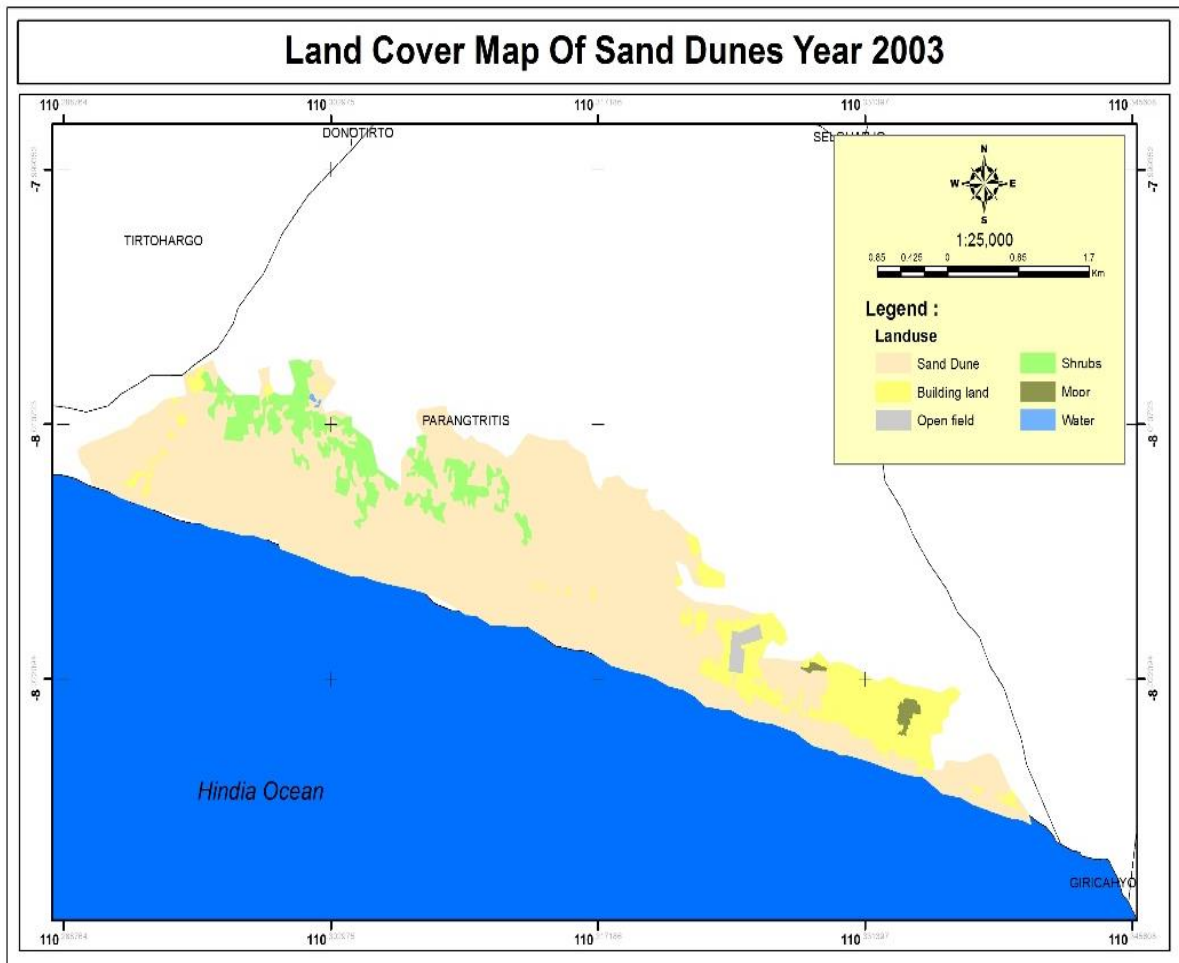 Land Cover Map Of Sand Dunes Year 2003
110 110 110 110 110
DONOTIRTO
TIRTOHARGO
-7 -7
N
W E
S
1:25,000
0.85 0.425 0 0.85 1.7
Km
Legend :
Landuse
Sand Dune
Building land
Open field
Shrubs
Moor
Water
PARANGTRITIS
-8 -8
-8 -8
Hindia Ocean
GIRICAHYO
110 110 110 110 110